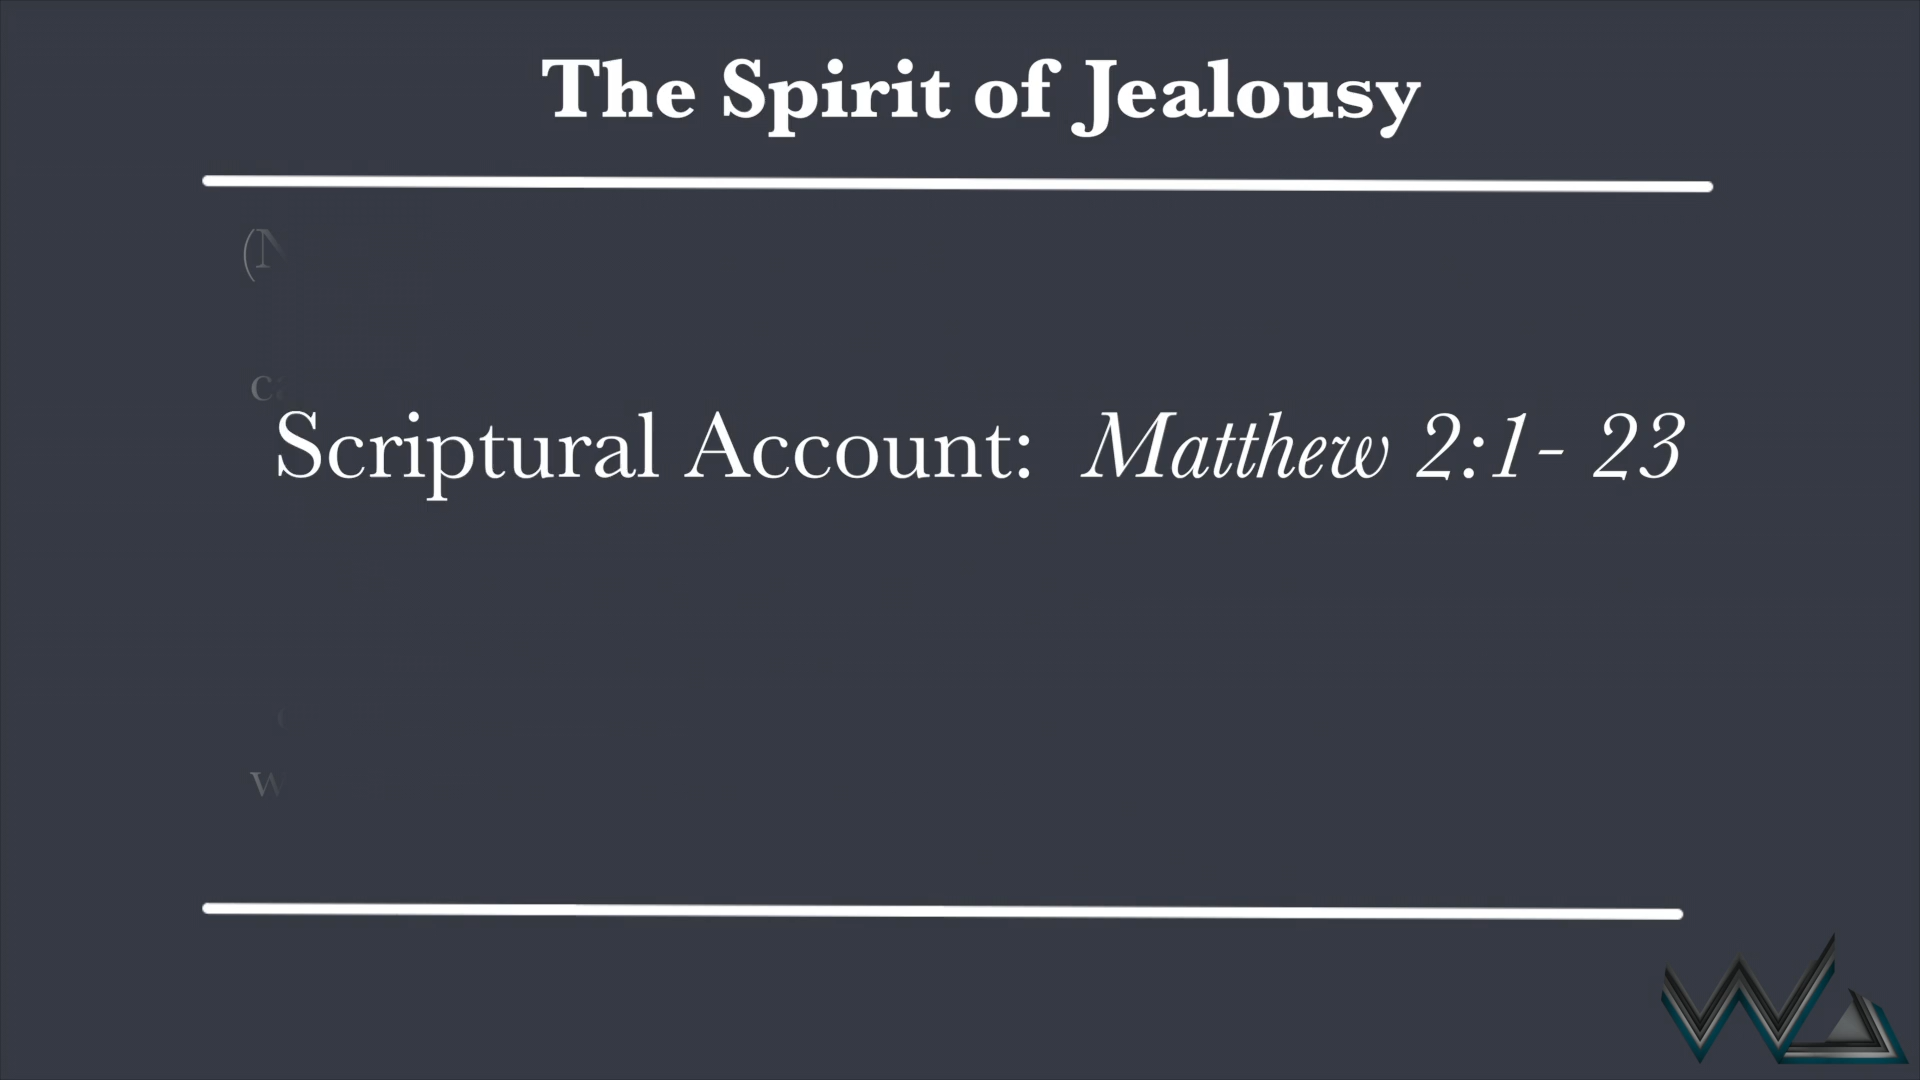 The Spirit of Jealousy
Scriptural Account: Matthew 2:1- 23